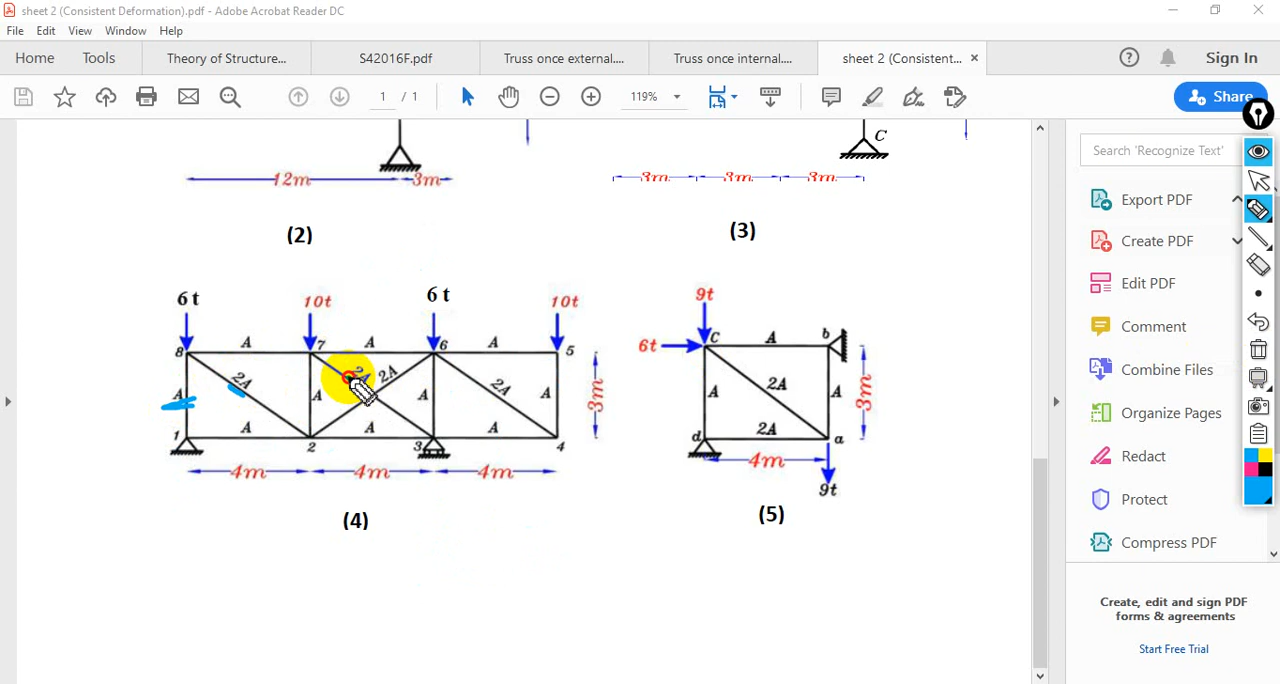 sheet 2 (Consistent Deformation).pdf - Adobe Acrobat Reader DC
File Edit View Window Help
Home Tools Theory of Structure... S42016F.pdf Truss once external.... Truss once internal.... sheet 2 (Consistent... × Sign In
1 / 1 119% Share
C
12m 3m 3m 3m 3m
(2) (3)
6 t 10t 6 t 10t
8 A 7 A 6 A 5
A 2A A 2A 2A A 2A A 3m
1 A 2 A 3 A 4
4m 4m 4m
(4)
9t
6t C A b
A 2A A 3m
d 2A a
4m
9t
(5)
Search 'Recognize Text'
Export PDF
Create PDF
Edit PDF
Comment
Combine Files
Organize Pages
Redact
Protect
Compress PDF
Create, edit and sign PDF
forms & agreements
Start Free Trial